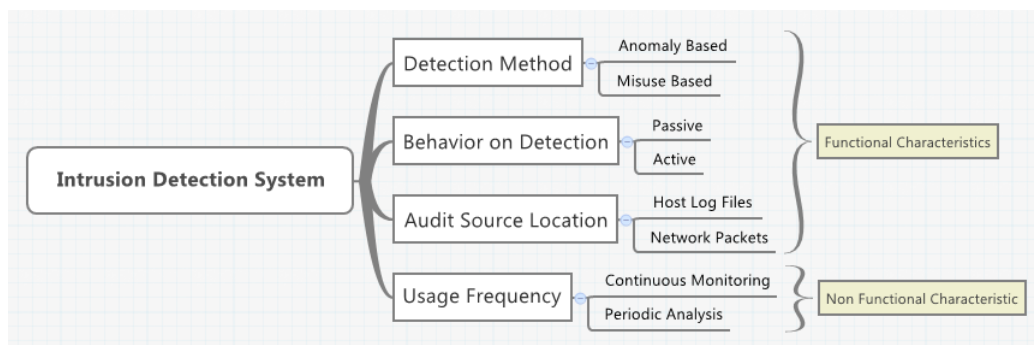 Intrusion Detection System
Detection Method
Anomaly Based
Misuse Based
Behavior on Detection
Passive
Active
Audit Source Location
Host Log Files
Network Packets
Functional Characteristics
Usage Frequency
Continuous Monitoring
Periodic Analysis
Non Functional Characteristic